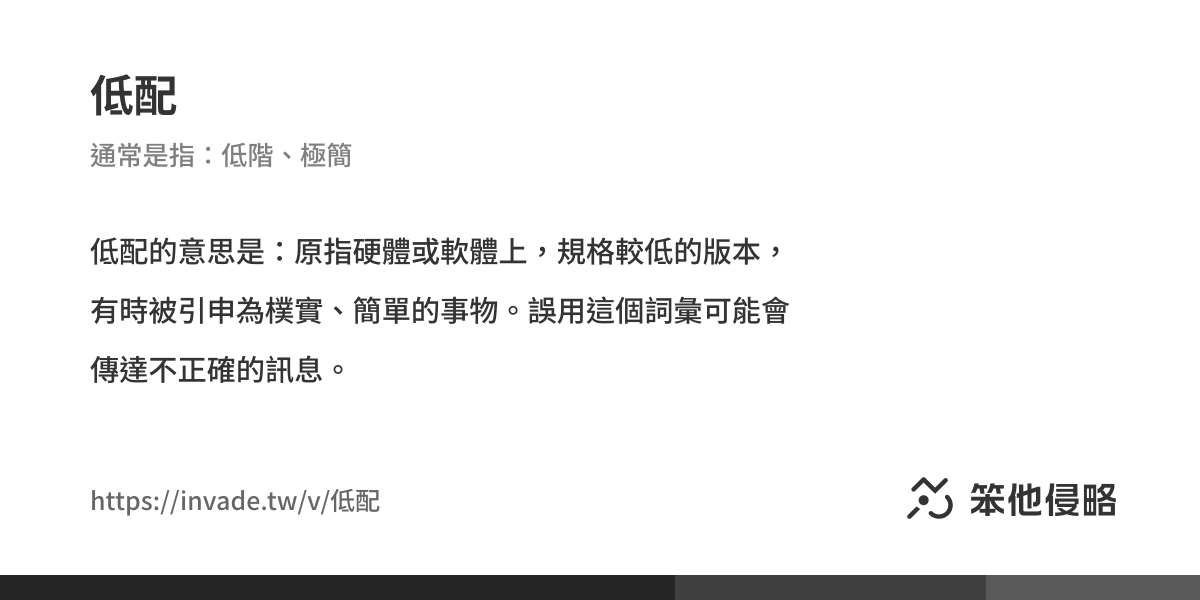 低配
通常是指：低階、極簡
低配的意思是：原指硬體或軟體上，規格較低的版本，
有時被引申為樸實、簡單的事物。誤用這個詞彙可能會
傳達不正確的訊息。
https://invade.tw/v/低配
笨他侵略